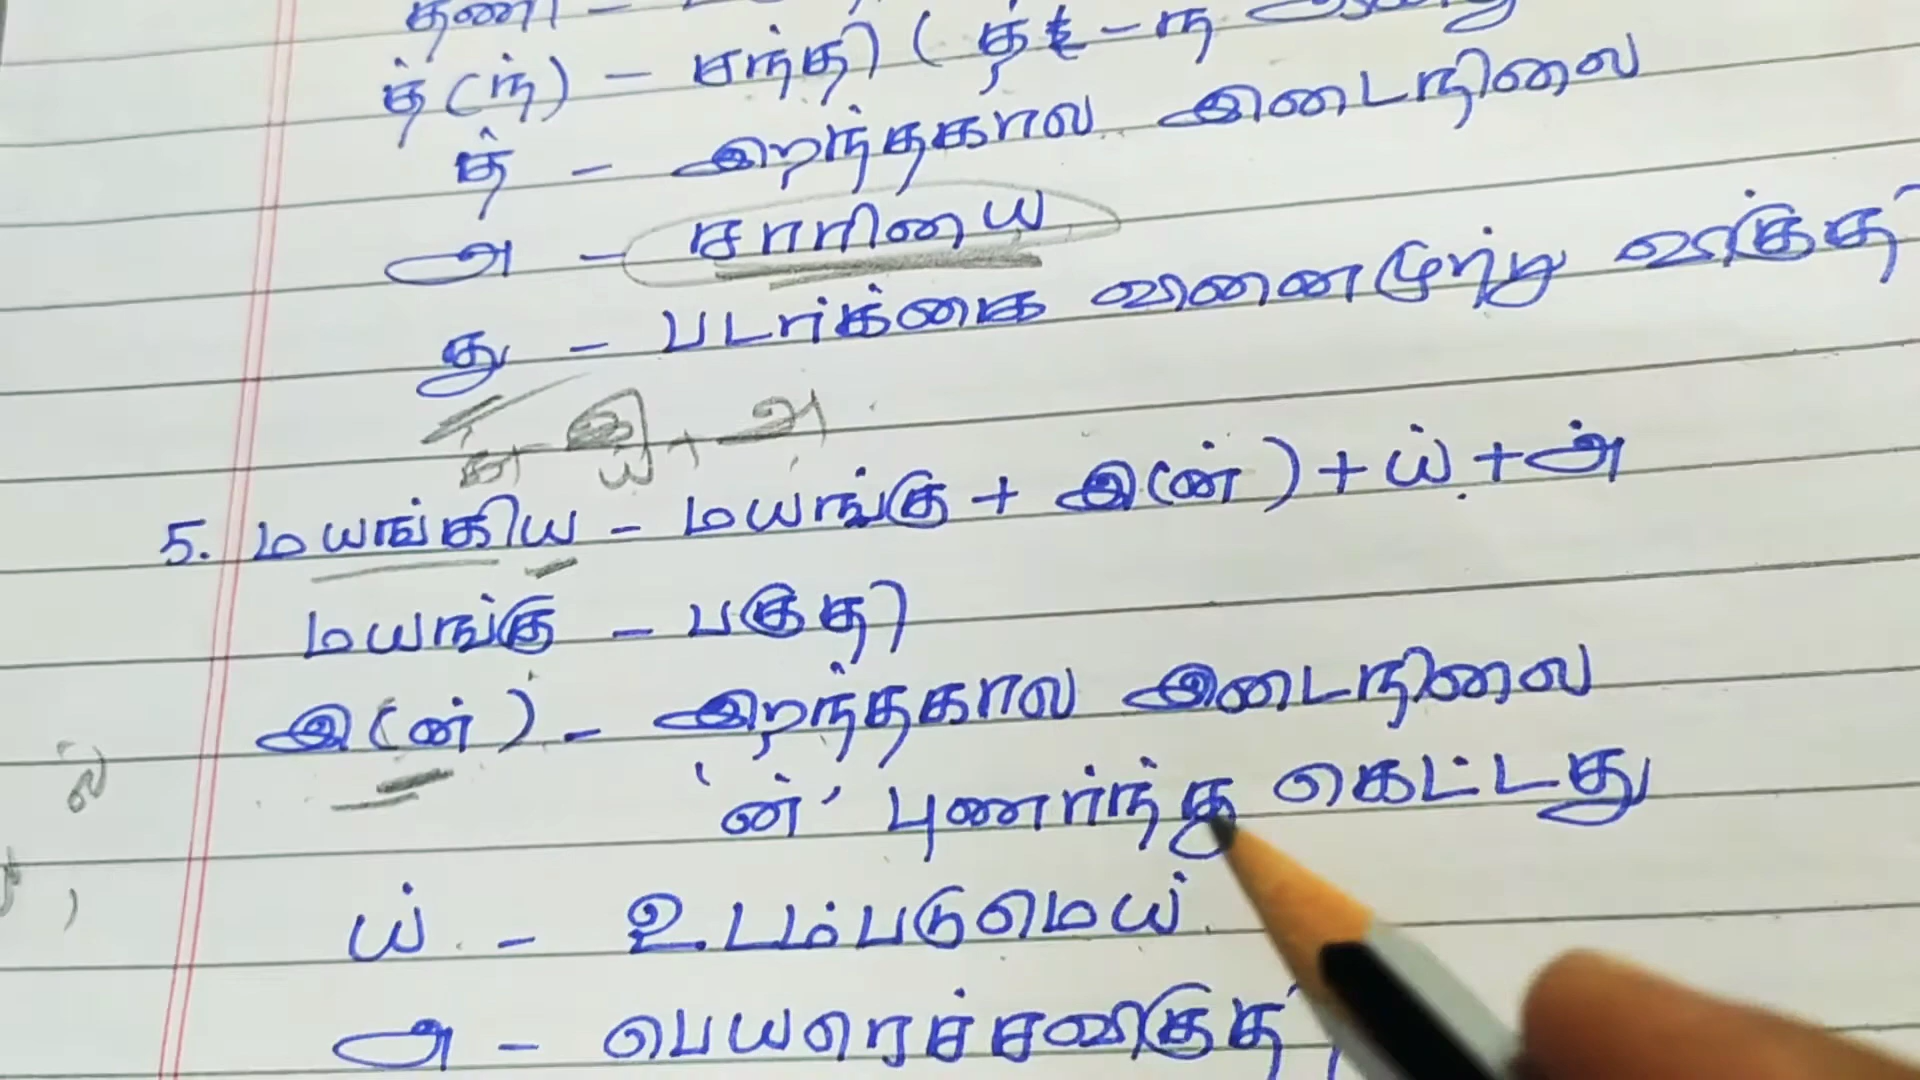 த்(ந்) – சந்தி ( த் – ந்
த் – இறந்தகால இடைநிலை
அ – சாரியை
து – படர்க்கை வினைமுற்று விகுதி
ய் + அ
5. மயங்கிய – மயங்கு + இ(ன்) + ய் + அ
மயங்கு – பகுதி
இ(ன்) – இறந்தகால இடைநிலை
'ன்' புணர்ந்து கெட்டது
ய் – உடம்படுமெய்
அ – பெயரெச்சவிகுதி